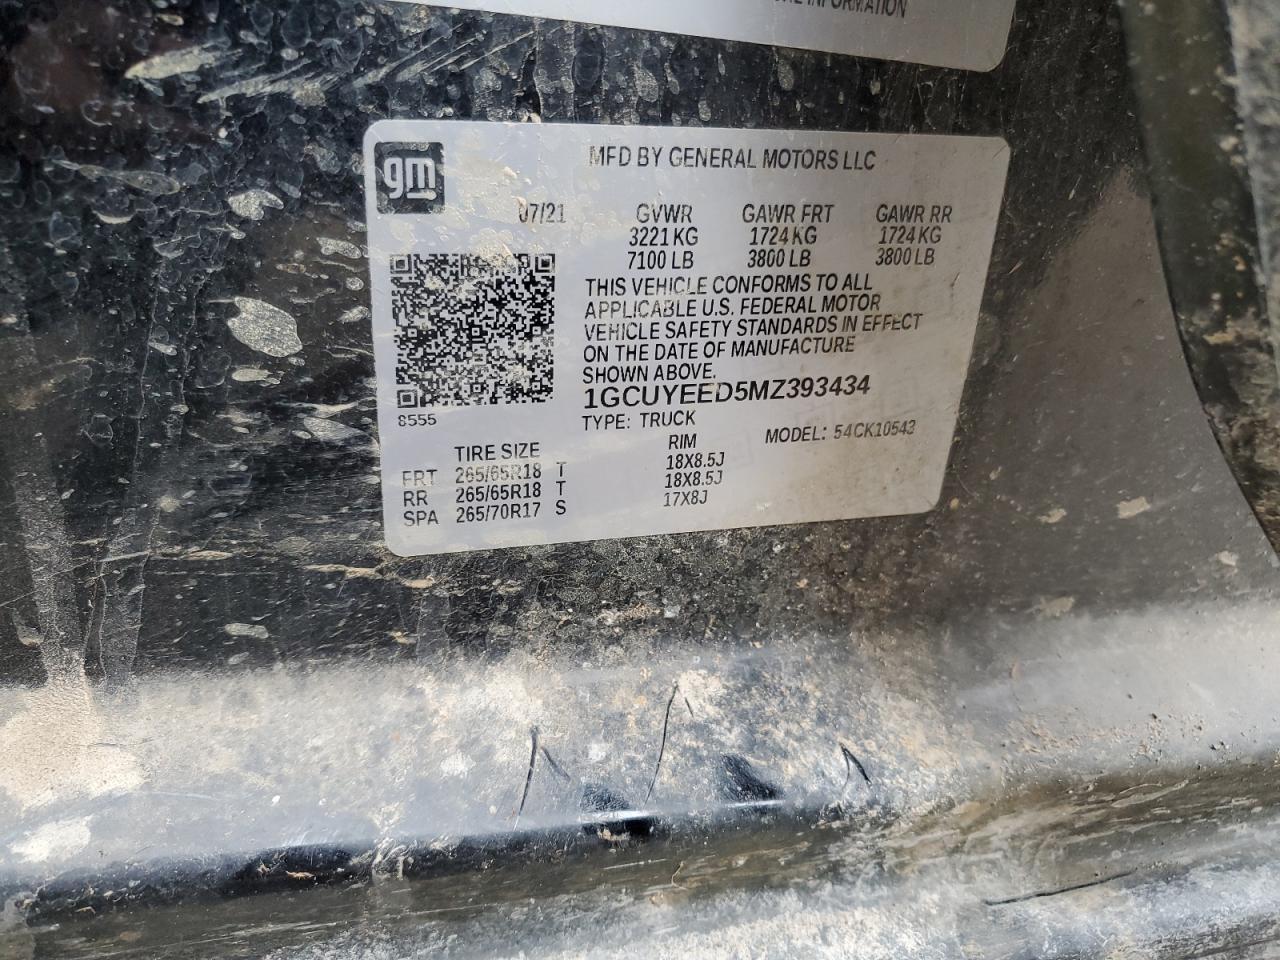 INFORMATION
gm
MFD BY GENERAL MOTORS LLC
07/21 GVWR GAWR FRT GAWR RR
3221 KG 1724 KG 1724 KG
7100 LB 3800 LB 3800 LB
THIS VEHICLE CONFORMS TO ALL
APPLICABLE U.S. FEDERAL MOTOR
VEHICLE SAFETY STANDARDS IN EFFECT
ON THE DATE OF MANUFACTURE
SHOWN ABOVE.
1GCUYEED5MZ393434
8555
TYPE: TRUCK
MODEL: 54CK10543
TIRE SIZE RIM
FRT 265/65R18 T 18X8.5J
RR 265/65R18 T 18X8.5J
SPA 265/70R17 S 17X8J